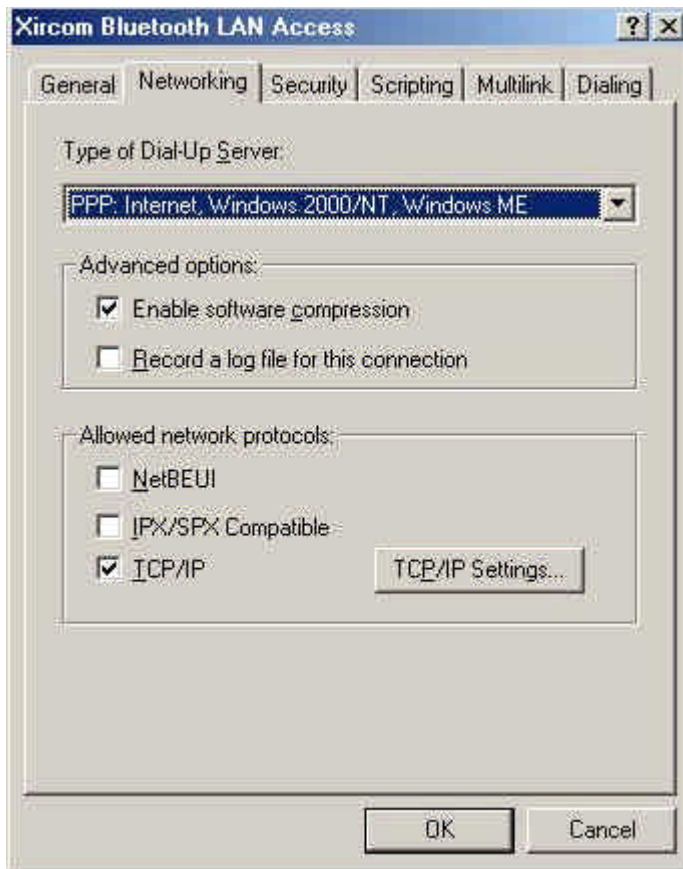 Xircom Bluetooth LAN Access
General Networking Security Scripting Multilink Dialing
Type of Dial-Up Server:
PPP: Internet, Windows 2000/NT, Windows ME
Advanced options:
Enable software compression
Record a log file for this connection
Allowed network protocols:
NetBEUI
IPX/SPX Compatible
TCP/IP TCP/IP Settings...
OK Cancel